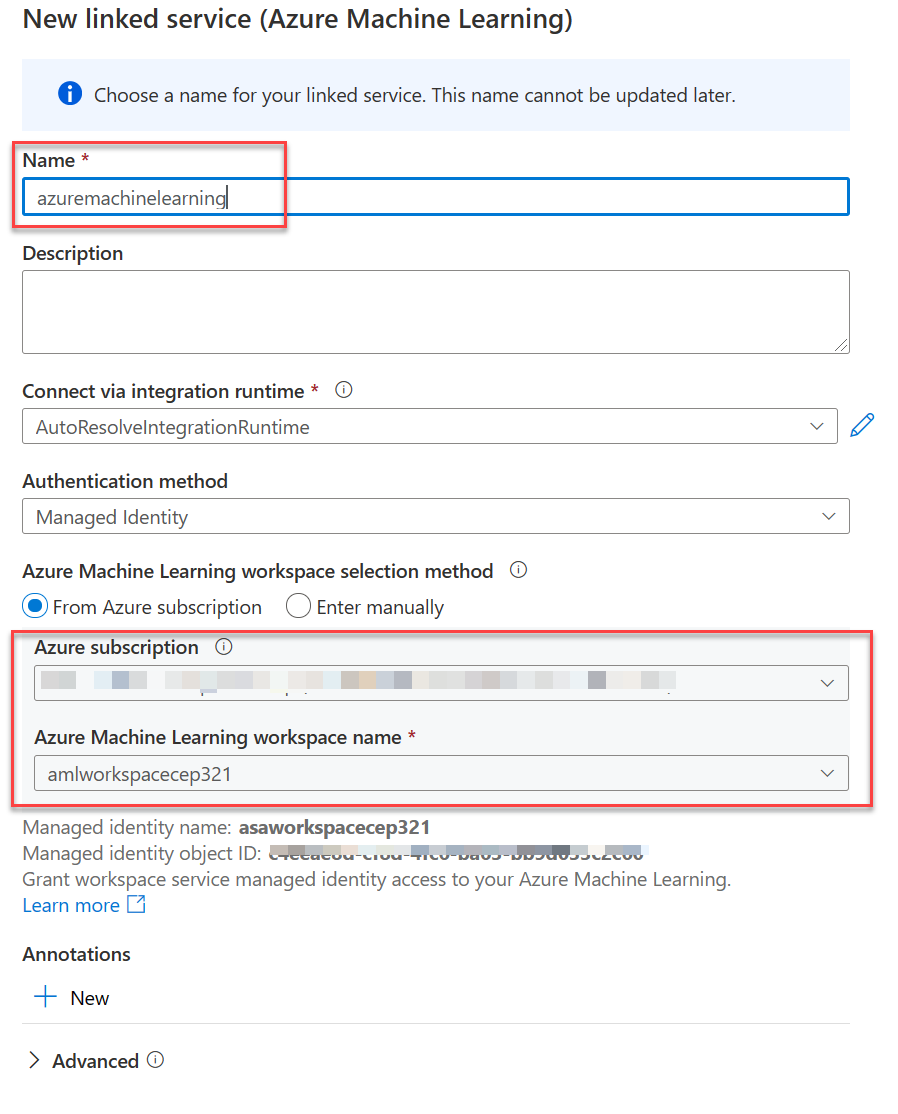 New linked service (Azure Machine Learning)
Choose a name for your linked service. This name cannot be updated later.
Name *
azuremachinelearning
Description
Connect via integration runtime *
AutoResolveIntegrationRuntime
Authentication method
Managed Identity
Azure Machine Learning workspace selection method
From Azure subscription Enter manually
Azure subscription
Azure Machine Learning workspace name *
amlworkspacecep321
Managed identity name: asaworkspacecep321
Managed identity object ID:
Grant workspace service managed identity access to your Azure Machine Learning.
Learn more
Annotations
New
Advanced